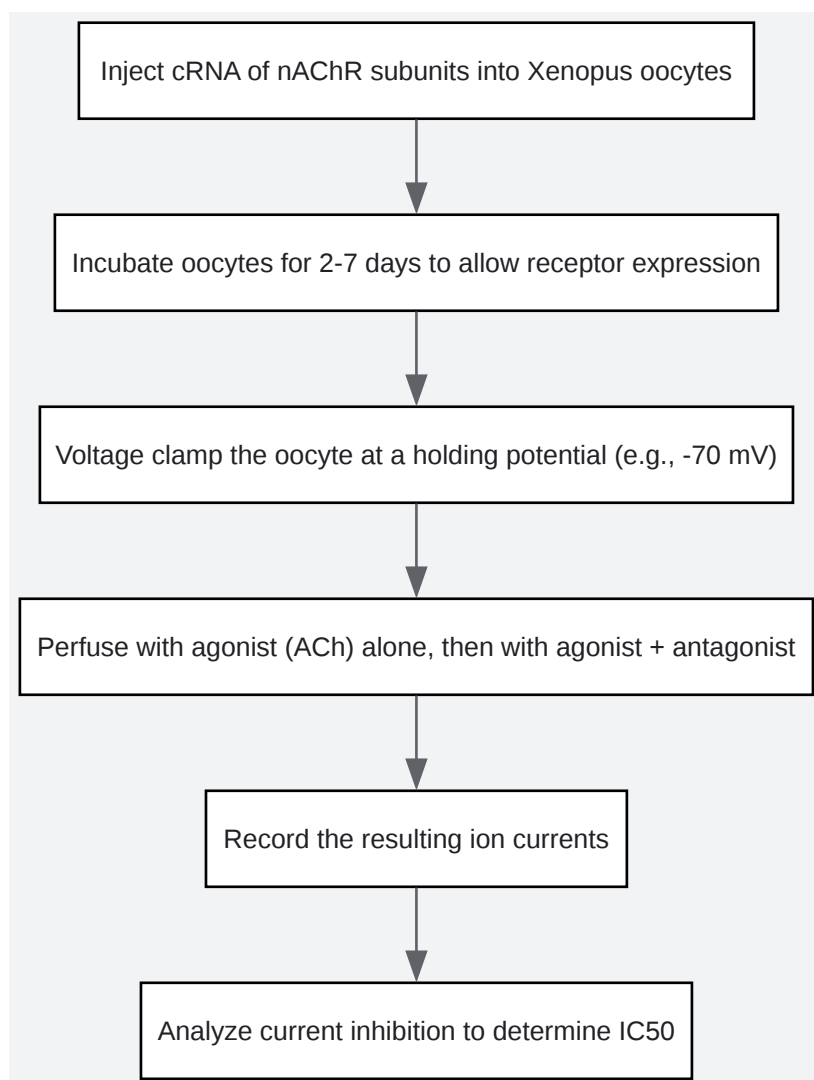 Inject cRNA of nAChR subunits into Xenopus oocytes
Incubate oocytes for 2-7 days to allow receptor expression
Voltage clamp the oocyte at a holding potential (e.g., -70 mV)
Perfuse with agonist (ACh) alone, then with agonist + antagonist
Record the resulting ion currents
Analyze current inhibition to determine IC50